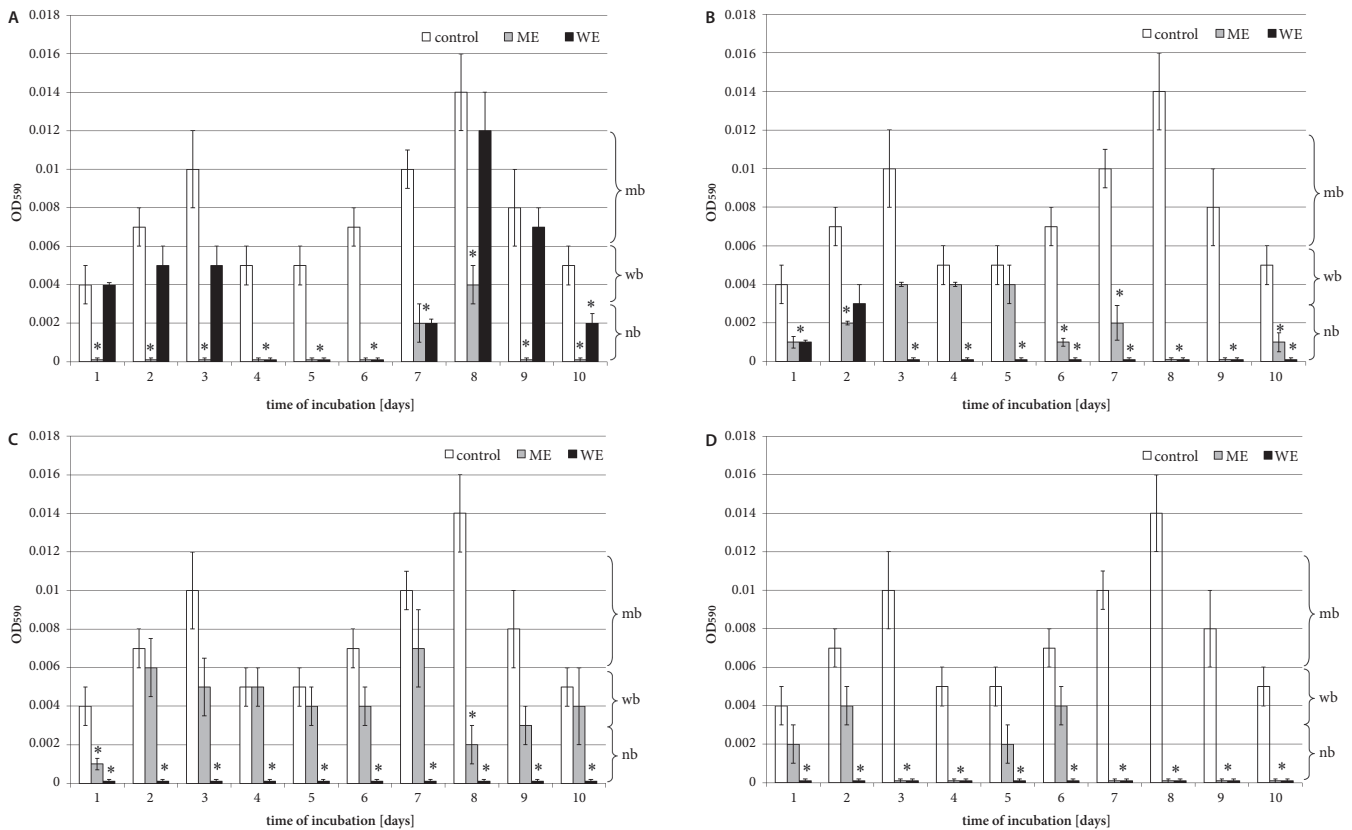 A
control ME WE
0.018
0.016
0.014
0.012
0.01
0.008
0.006
0.004
0.002
0
OD590
mb
wb
nb
* * * * * * * * * * *
1 2 3 4 5 6 7 8 9 10
time of incubation [days]
B
control ME WE
0.018
0.016
0.014
0.012
0.01
0.008
0.006
0.004
0.002
0
OD590
mb
wb
nb
* * * * * * * * * * * * *
1 2 3 4 5 6 7 8 9 10
time of incubation [days]
C
control ME WE
0.018
0.016
0.014
0.012
0.01
0.008
0.006
0.004
0.002
0
OD590
mb
wb
nb
* * * * * * * * * * * *
1 2 3 4 5 6 7 8 9 10
time of incubation [days]
D
control ME WE
0.018
0.016
0.014
0.012
0.01
0.008
0.006
0.004
0.002
0
OD590
mb
wb
nb
* * * * * * * * * *
1 2 3 4 5 6 7 8 9 10
time of incubation [days]